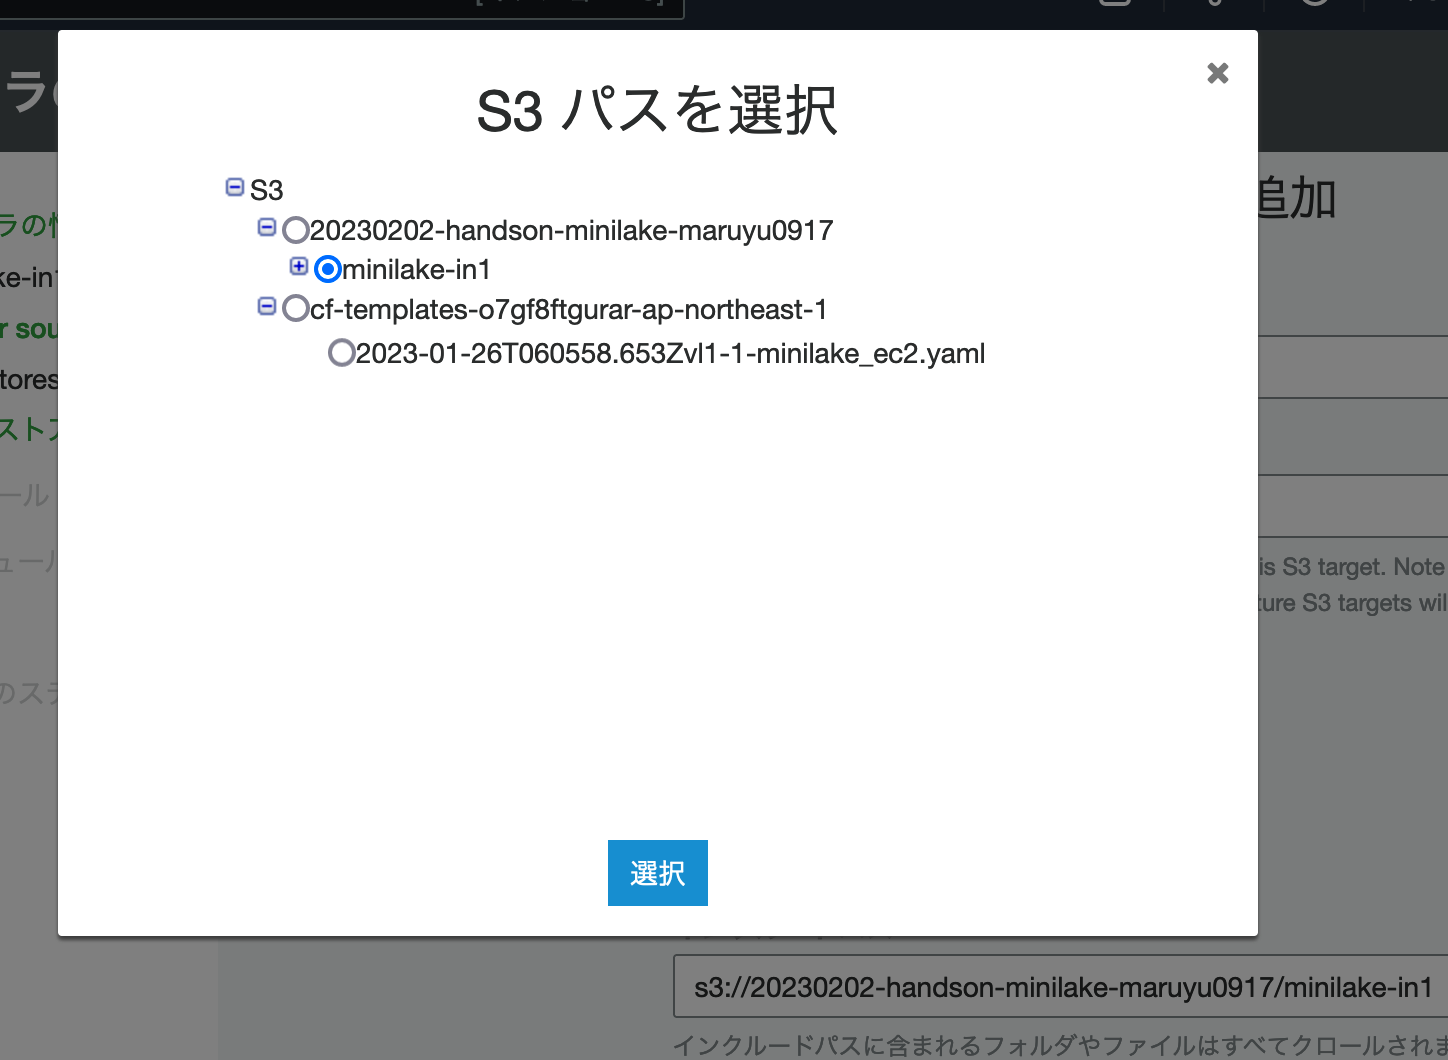 ラの
追加
S3 パスを選択
S3
20230202-handson-minilake-maruyu0917
minilake-in1
cf-templates-o7gf8ftgurar-ap-northeast-1
2023-01-26T060558.653Zvl1-1-minilake_ec2.yaml
選択
ラの
ke-in
r sou
tores
スト
ール
ュール
のステ
is S3 target. Note
ture S3 targets wil
s3://20230202-handson-minilake-maruyu0917/minilake-in1
インクルードパスに含まれるフォルダやファイルはすべてクロールされま